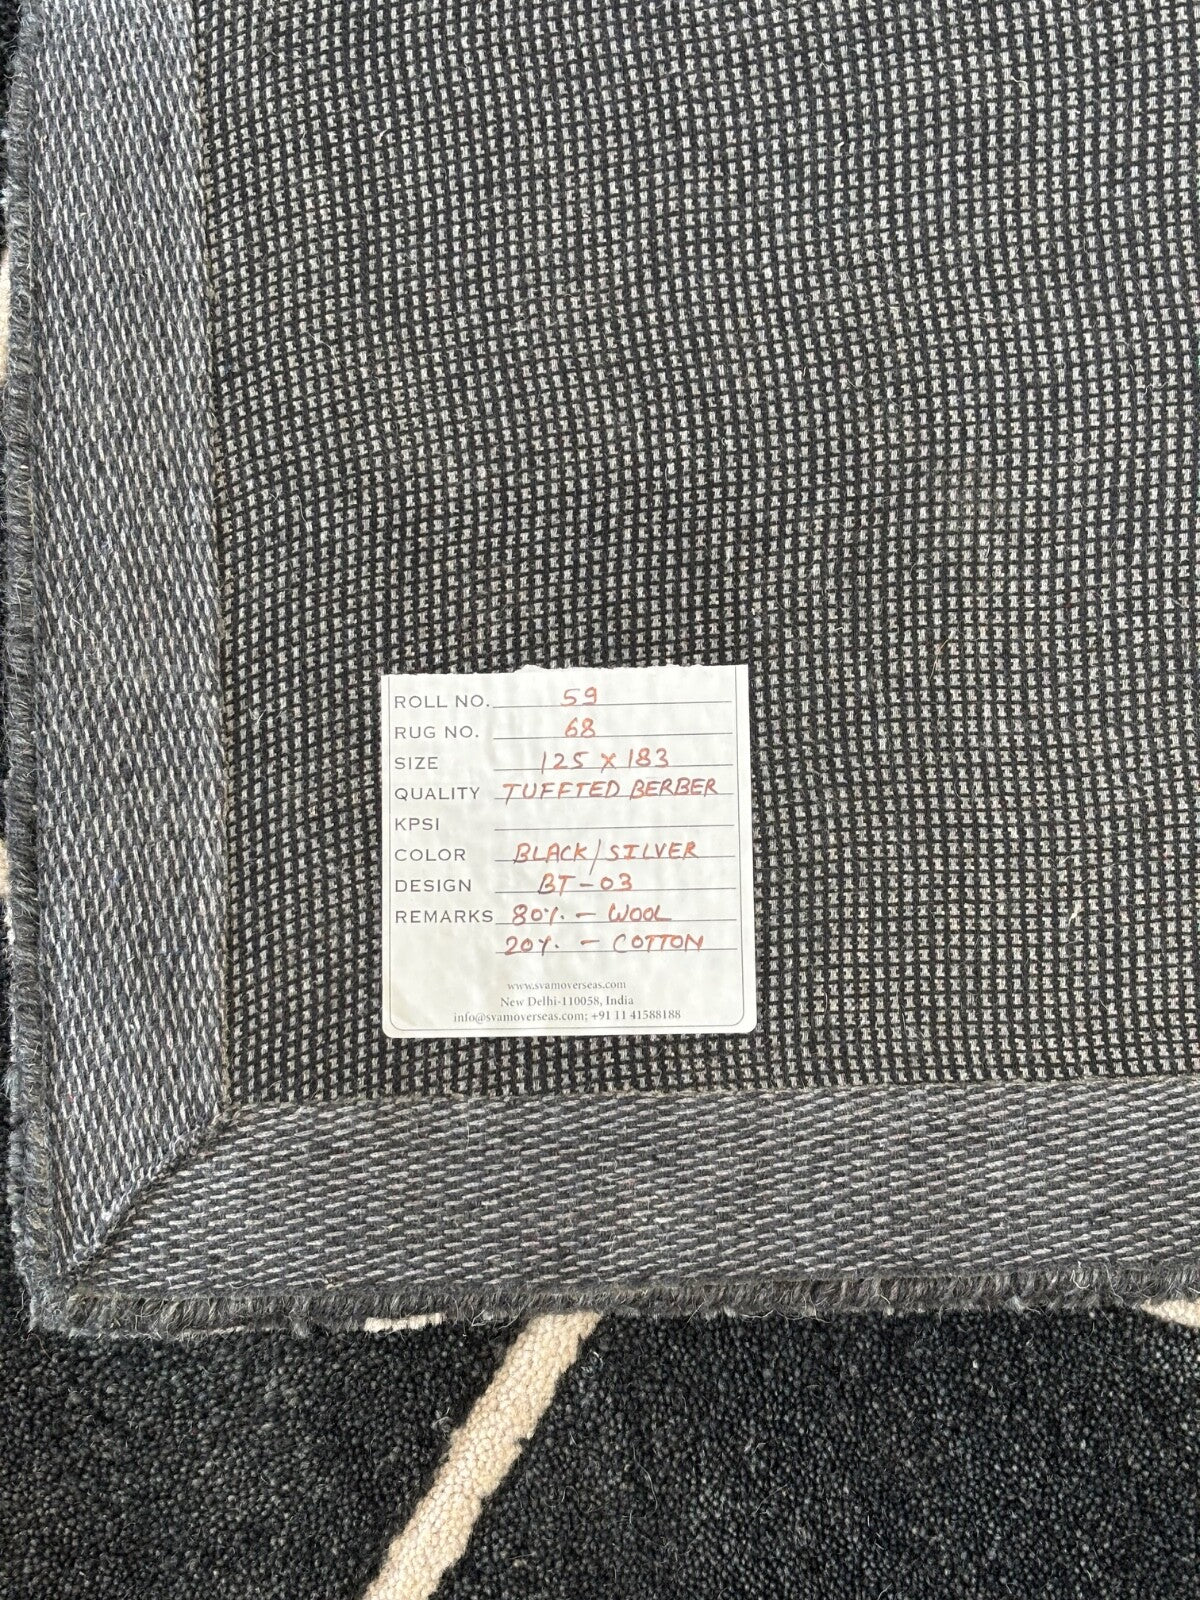 ROLL NO. 59
RUG NO. 68
SIZE 125 X 183
QUALITY TUFFTED BERBER
KPSI
COLOR BLACK/SILVER
DESIGN BT-03
REMARKS 80% - WOOL
20% - COTTON
www.svamoverseas.com
New Delhi-110058, India
info@svamoverseas.com; +91 11 41588188